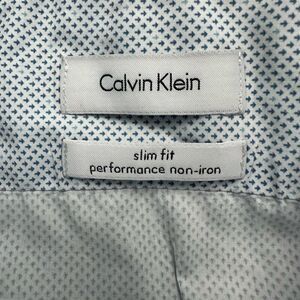 Calvin Klein
slim fit
performance non-iron